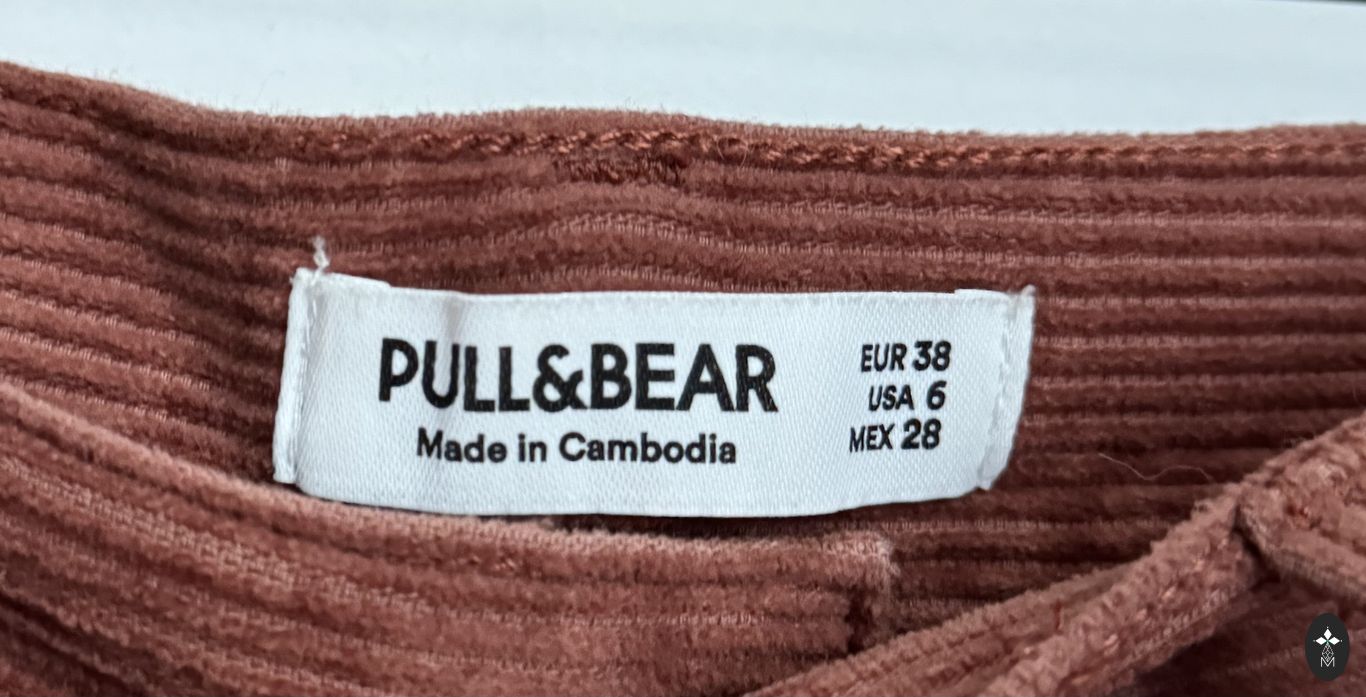 PULL&BEAR
Made in Cambodia
EUR 38
USA 6
MEX 28
M